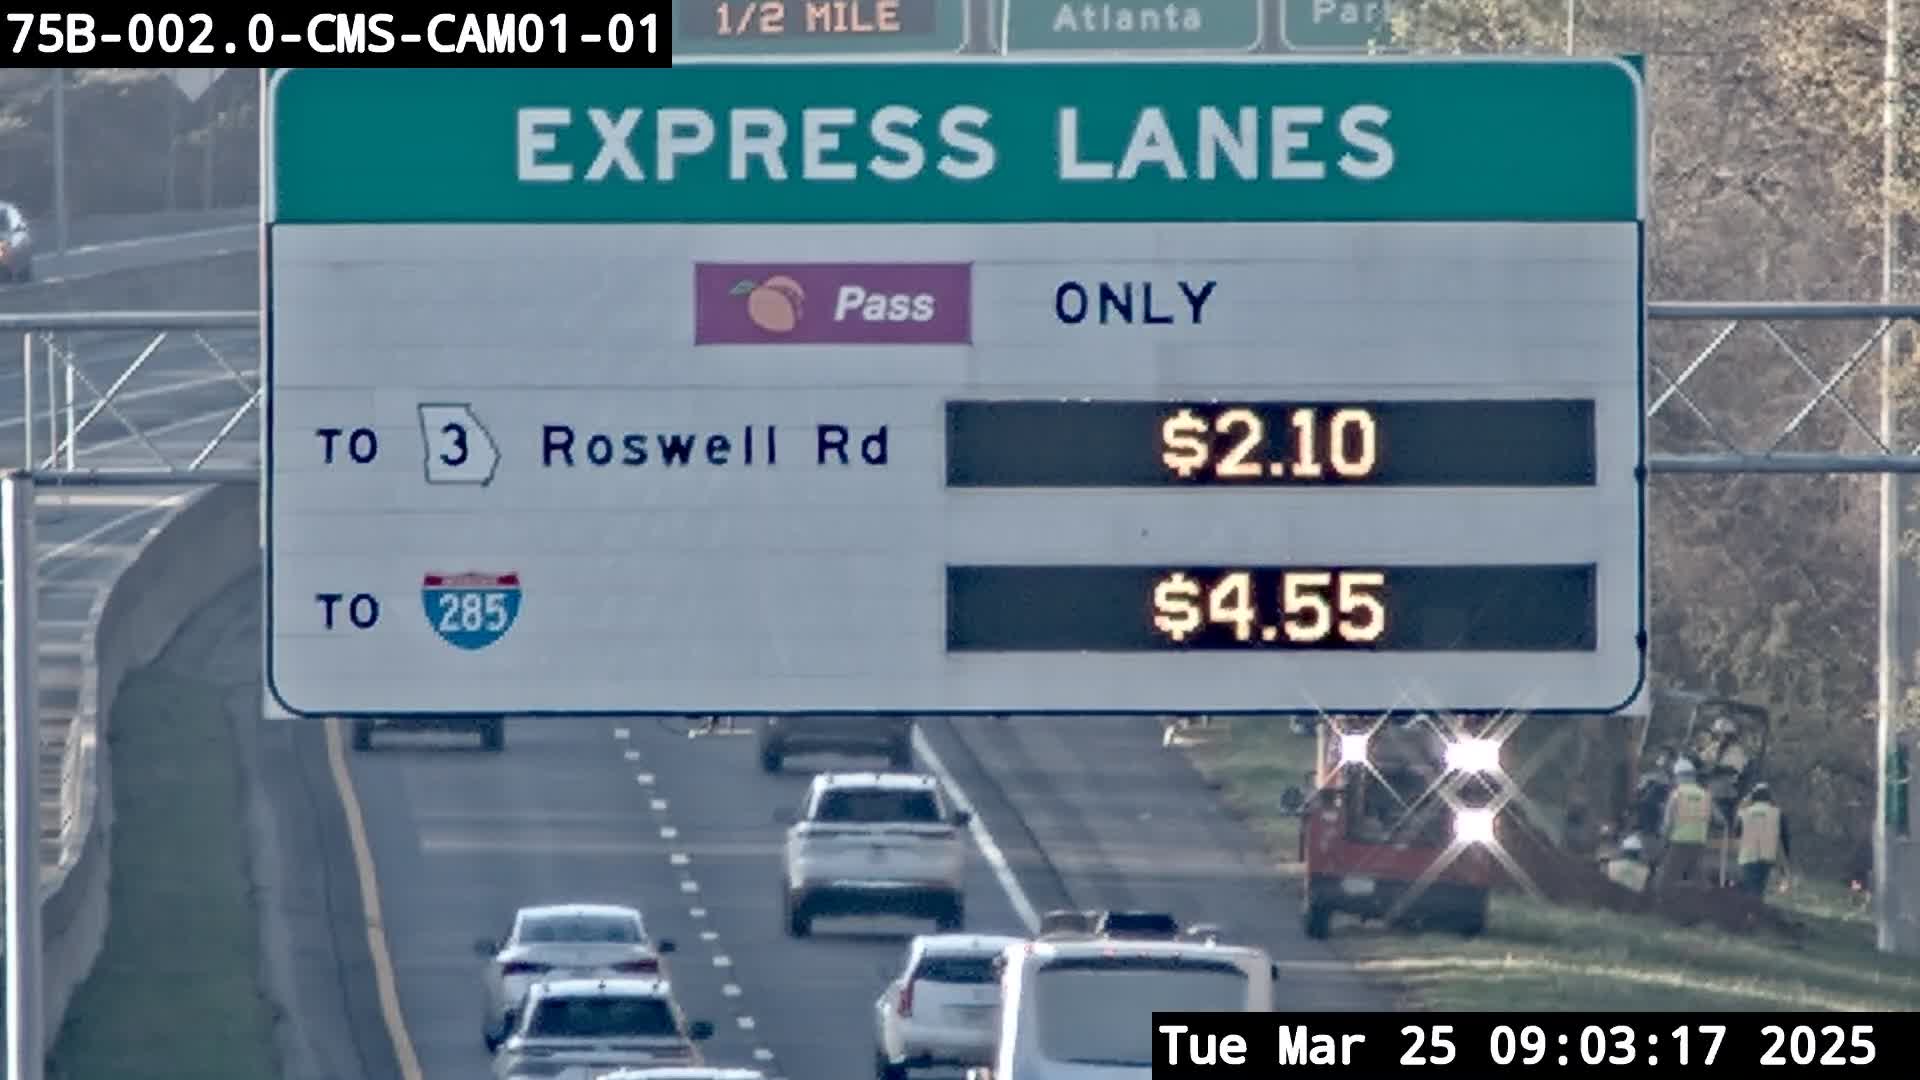 75B-002.0-CMS-CAM01-01
1/2 MILE
Atlanta
EXPRESS LANES
Pass ONLY
TO 3 Roswell Rd $2.10
TO 285 $4.55
Tue Mar 25 09:03:17 2025